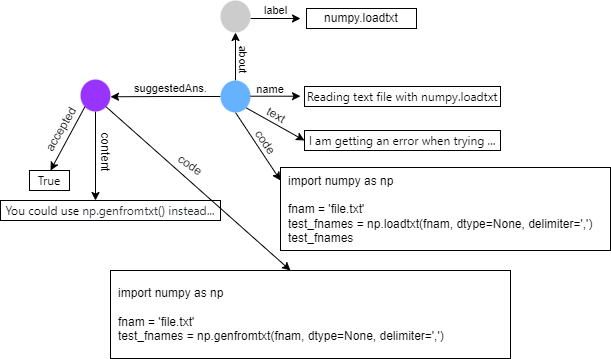 label
numpy.loadtxt
about
suggestedAns.
name
Reading text file with numpy.loadtxt
text
I am getting an error when trying ...
code
import numpy as np
fnam = 'file.txt'
test_fnames = np.loadtxt(fnam, dtype=None, delimiter=',')
test_fnames
accepted
True
content
You could use np.genfromtxt() instead...
code
import numpy as np
fnam = 'file.txt'
test_fnames = np.genfromtxt(fnam, dtype=None, delimiter=',')